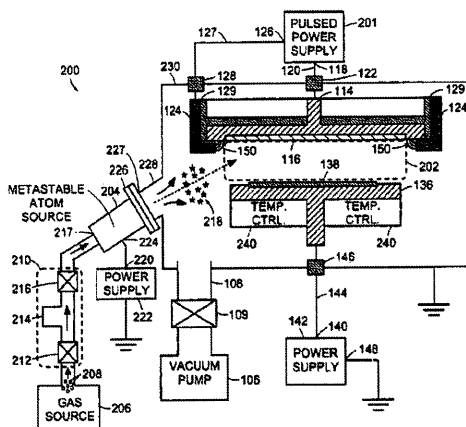 200
127
126
PULSED
POWER
SUPPLY
201
120
118
122
230
128
114
129
129
124
124
150
150
116
202
138
136
228
227
226
METASTABLE
ATOM
SOURCE
204
217
218
224
TEMP.
CTRL.
TEMP.
CTRL.
240
240
220
POWER
SUPPLY
222
210
216
214
212
208
GAS
SOURCE
206
108
109
VACUUM
PUMP
106
146
144
142
140
POWER
SUPPLY
148